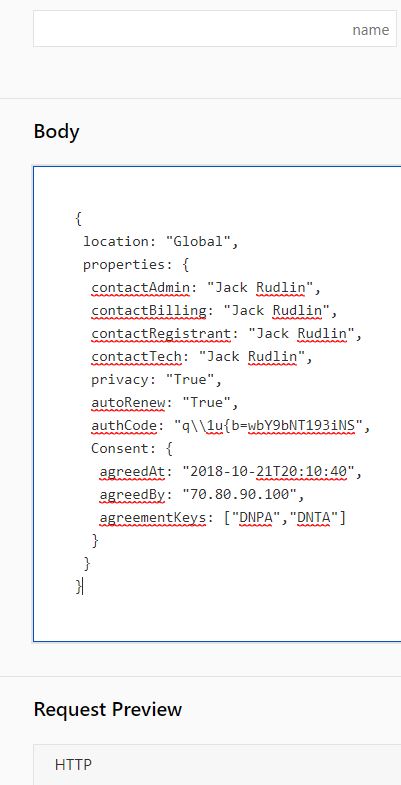 name
Body
{
location: "Global",
properties: {
contactAdmin: "Jack Rudlin",
contactBilling: "Jack Rudlin",
contactRegistrant: "Jack Rudlin",
contactTech: "Jack Rudlin",
privacy: "True",
autoRenew: "True",
authCode: "q\\1u{b=wbY9bNT193iNS",
Consent: {
agreedAt: "2018-10-21T20:10:40",
agreedBy: "70.80.90.100",
agreementKeys: ["DNPA","DNTA"]
}
}
}
Request Preview
HTTP